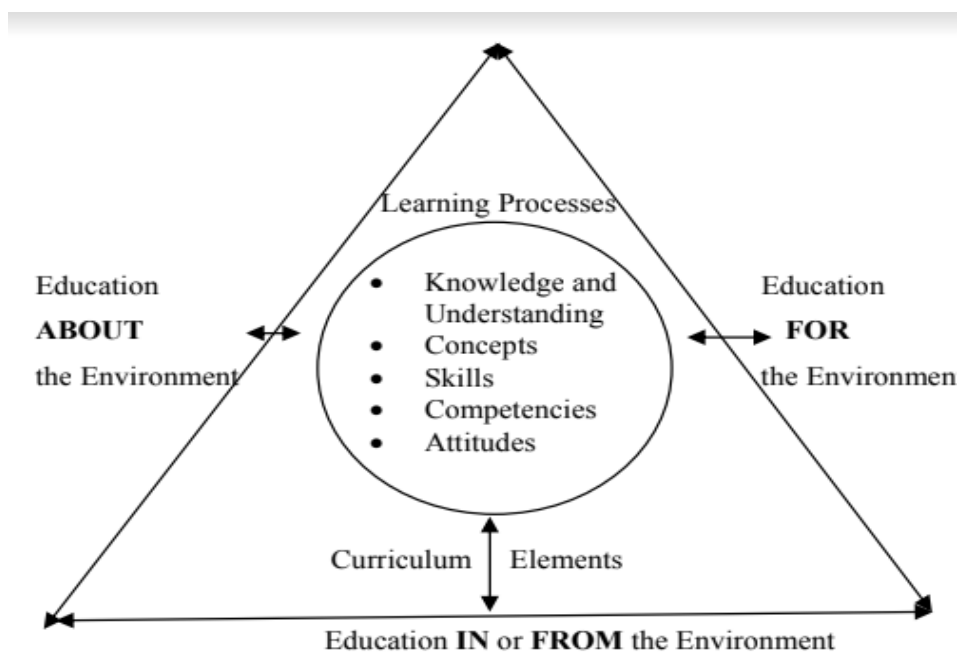 Learning Processes
Education
ABOUT
the Environment
• Knowledge and
Understanding
• Concepts
• Skills
• Competencies
• Attitudes
Education
FOR
the Environmen
Curriculum Elements
Education IN or FROM the Environment